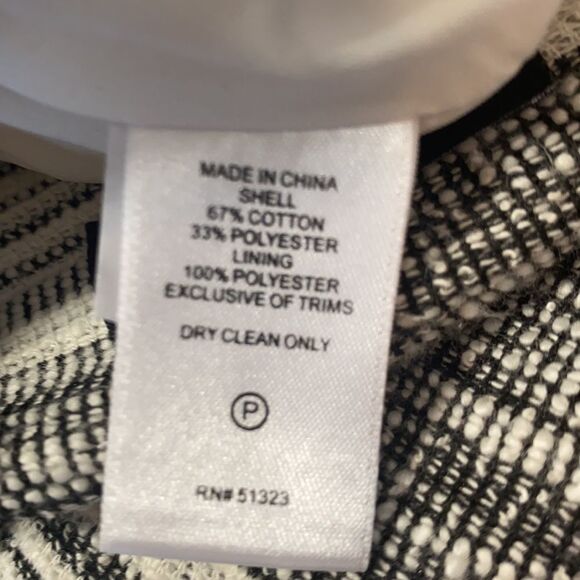 MADE IN CHINA
SHELL
67% COTTON
33% POLYESTER
LINING
100% POLYESTER
EXCLUSIVE OF TRIMS
DRY CLEAN ONLY
P
RN# 51323